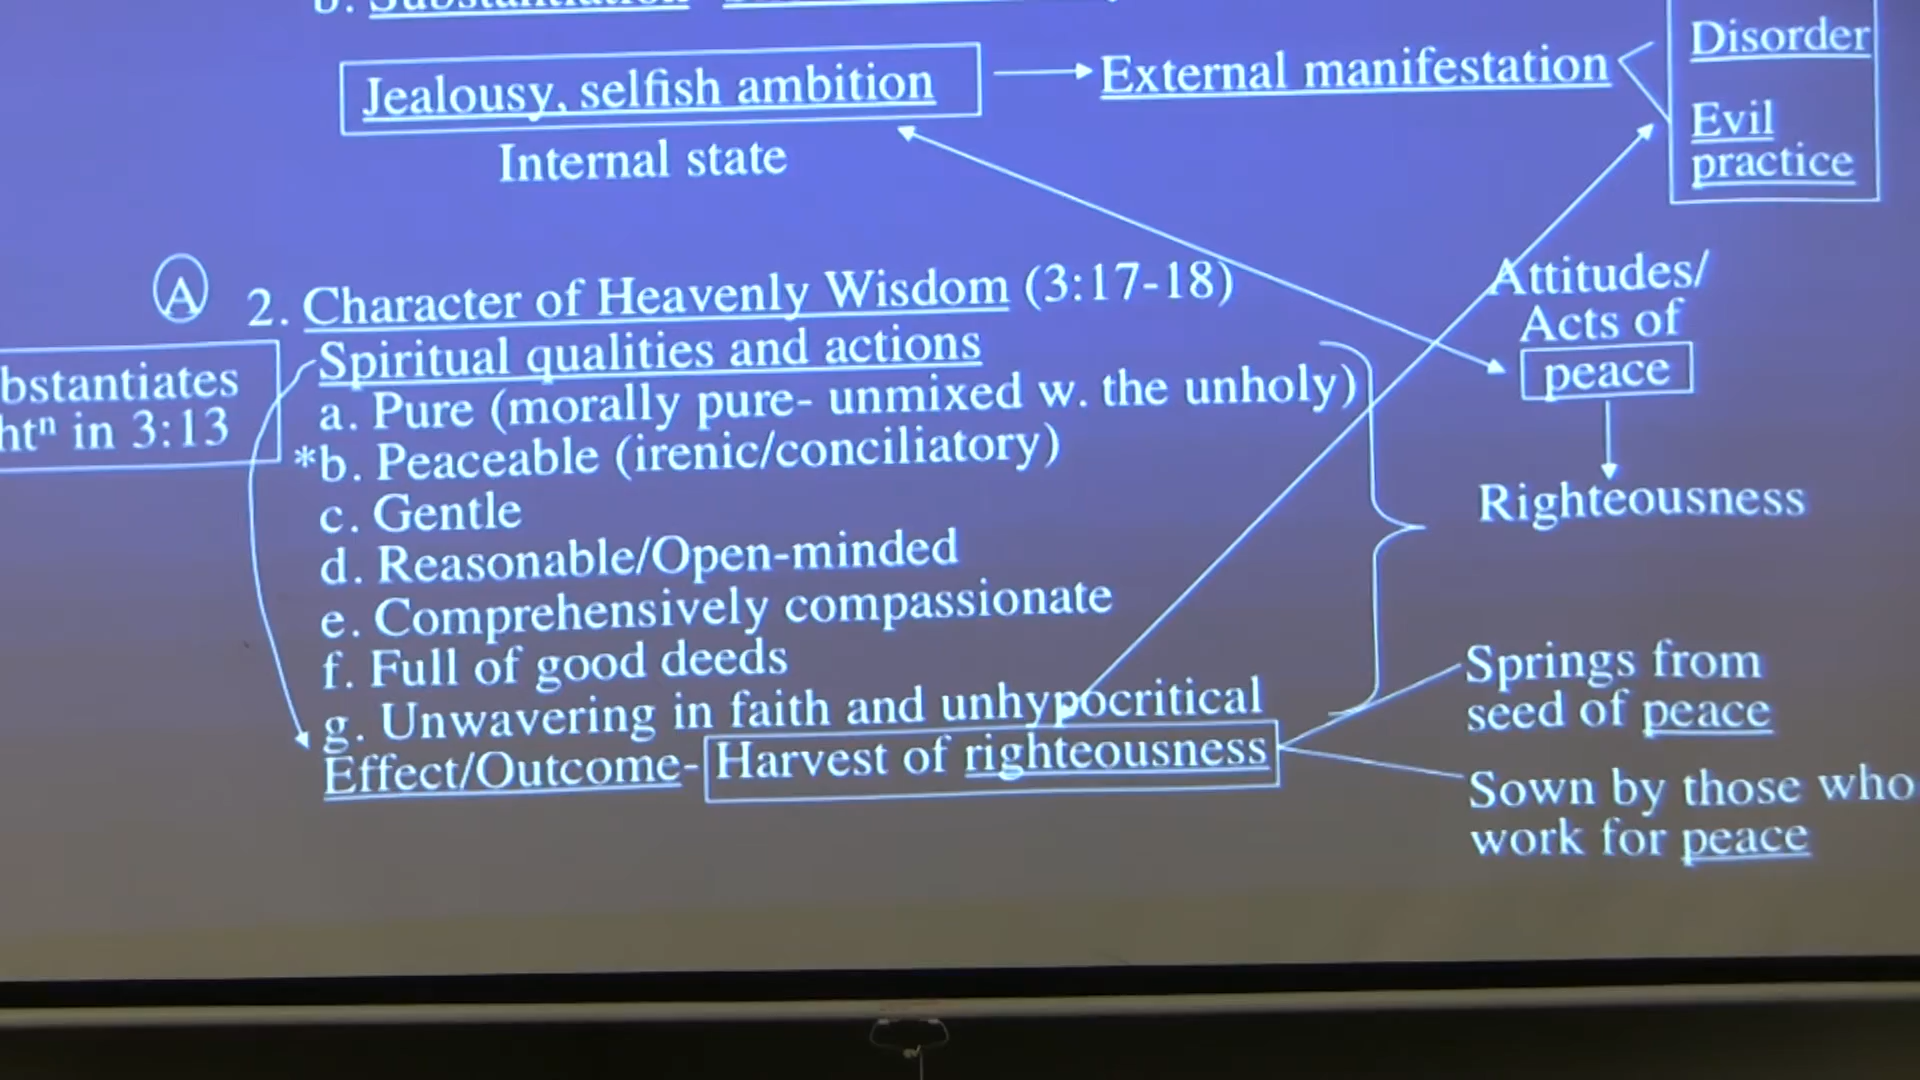 b. Substantiation-
Jealousy, selfish ambition
External manifestation
Disorder
Evil
practice
Internal state
A
2. Character of Heavenly Wisdom (3:17-18)
bstantiates
htⁿ in 3:13
Spiritual qualities and actions
a. Pure (morally pure- unmixed w. the unholy)
*b. Peaceable (irenic/conciliatory)
c. Gentle
d. Reasonable/Open-minded
e. Comprehensively compassionate
f. Full of good deeds
g. Unwavering in faith and unhypocritical
Effect/Outcome- Harvest of righteousness
Attitudes/
Acts of
peace
Righteousness
Springs from
seed of peace
Sown by those who
work for peace